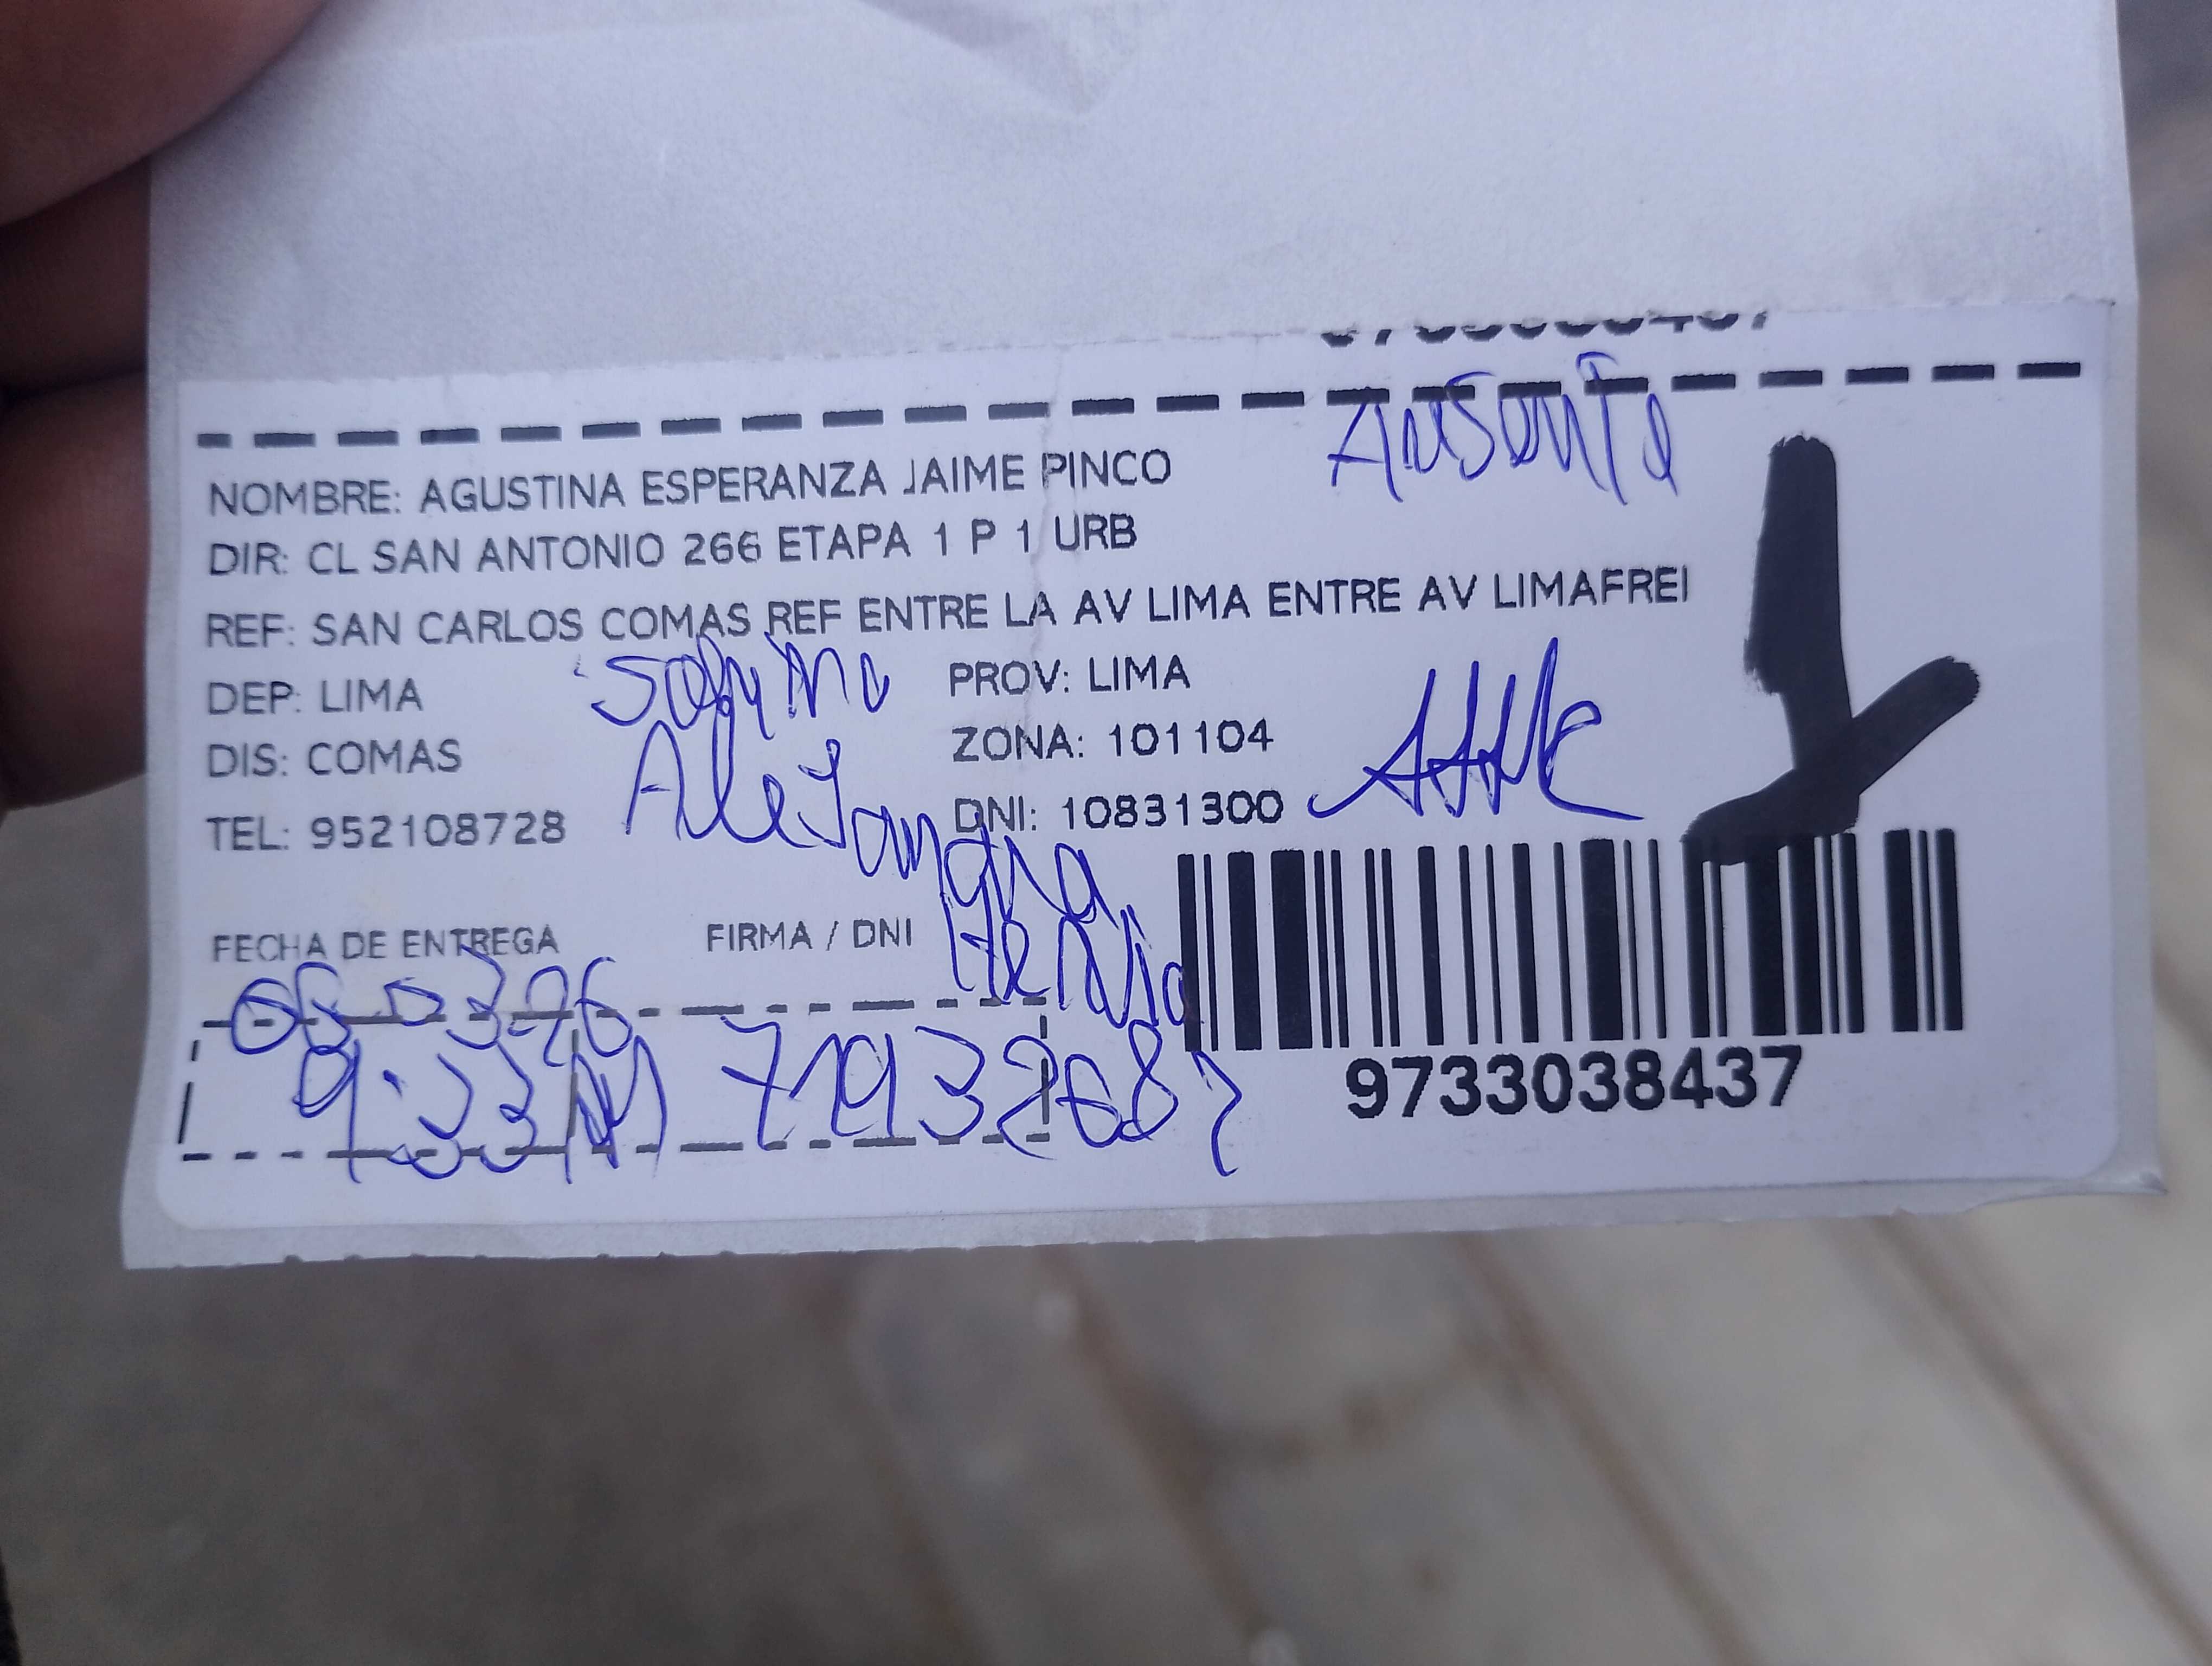 Ausente
NOMBRE: AGUSTINA ESPERANZA JAIME PINCO
DIR: CL SAN ANTONIO 266 ETAPA 1 P 1 URB
REF: SAN CARLOS COMAS REF ENTRE LA AV LIMA ENTRE AV LIMAFREI
DEP: LIMA
PROV: LIMA
DIS: COMAS
ZONA: 101104
TEL: 952108728
DNI: 10831300
Alejandra
FECHA DE ENTREGA
FIRMA / DNI
9733038437